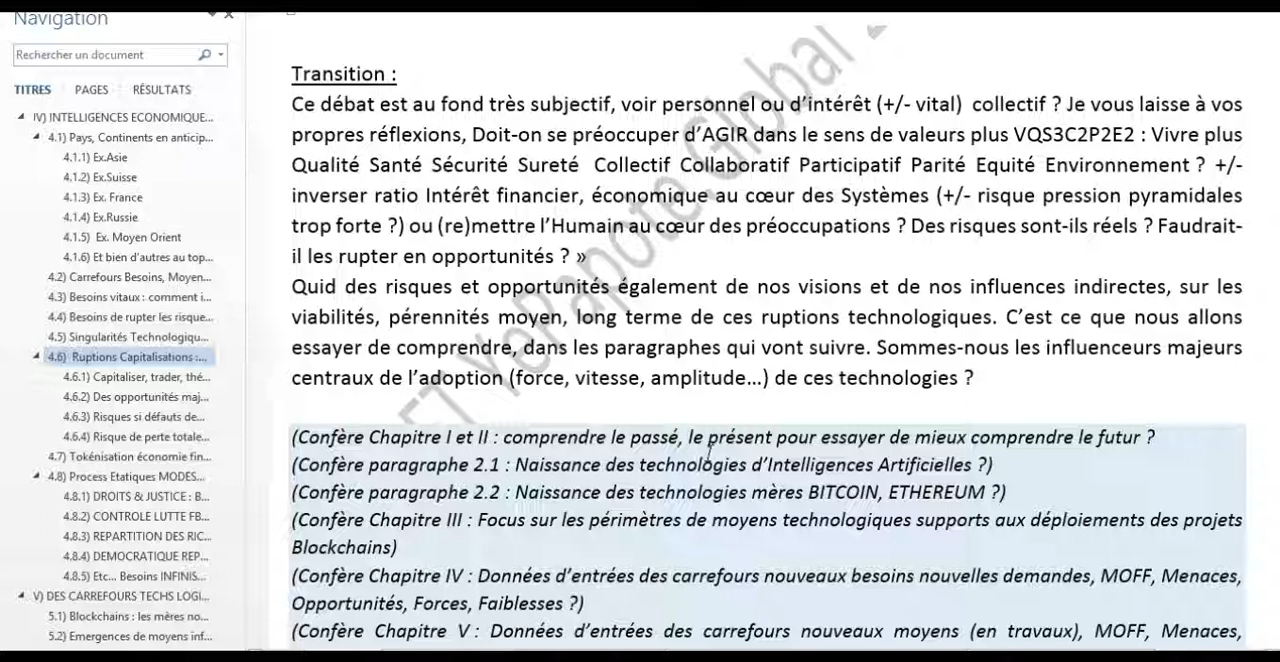 Navigation
Rechercher un document
TITRES PAGES RÉSULTATS
IV) INTELLIGENCES ECONOMIQUE...
4.1) Pays, Continents en anticip...
4.1.1) Ex.Asie
4.1.2) Ex.Suisse
4.1.3) Ex. France
4.1.4) Ex.Russie
4.1.5) Ex. Moyen Orient
4.1.6) Et bien d'autres au top...
4.2) Carrefours Besoins, Moyen...
4.3) Besoins vitaux : comment i...
4.4) Besoins de rupter les risque...
4.5) Singularités Technologiqu...
4.6) Ruptions Capitalisations :...
4.6.1) Capitaliser, trader, thé...
4.6.2) Des opportunités maj...
4.6.3) Risques si défauts de...
4.6.4) Risque de perte totale...
4.7) Tokénisation économie fin...
4.8) Process Etatiques MODES...
4.8.1) DROITS & JUSTICE : B...
4.8.2) CONTROLE LUTTE FB...
4.8.3) REPARTITION DES RIC...
4.8.4) DEMOCRATIQUE REP...
4.8.5) Etc... Besoins INFINIS...
V) DES CARREFOURS TECHS LOGI...
5.1) Blockchains : les mères no...
5.2) Emergences de moyens inf...
Transition :
Ce débat est au fond très subjectif, voir personnel ou d'intérêt (+/- vital) collectif ? Je vous laisse à vos
propres réflexions, Doit-on se préoccuper d'AGIR dans le sens de valeurs plus VQS3C2P2E2 : Vivre plus
Qualité Santé Sécurité Sureté Collectif Collaboratif Participatif Parité Equité Environnement ? +/-
inverser ratio Intérêt financier, économique au cœur des Systèmes (+/- risque pression pyramidales
trop forte ?) ou (re)mettre l'Humain au cœur des préoccupations ? Des risques sont-ils réels ? Faudrait-
il les rupter en opportunités ? »
Quid des risques et opportunités également de nos visions et de nos influences indirectes, sur les
viabilités, pérennités moyen, long terme de ces ruptions technologiques. C'est ce que nous allons
essayer de comprendre, dans les paragraphes qui vont suivre. Sommes-nous les influenceurs majeurs
centraux de l'adoption (force, vitesse, amplitude...) de ces technologies ?
(Confère Chapitre I et II : comprendre le passé, le présent pour essayer de mieux comprendre le futur ?
(Confère paragraphe 2.1 : Naissance des technologies d'Intelligences Artificielles ?)
(Confère paragraphe 2.2 : Naissance des technologies mères BITCOIN, ETHEREUM ?)
(Confère Chapitre III : Focus sur les périmètres de moyens technologiques supports aux déploiements des projets
Blockchains)
(Confère Chapitre IV : Données d'entrées des carrefours nouveaux besoins nouvelles demandes, MOFF, Menaces,
Opportunités, Forces, Faiblesses ?)
(Confère Chapitre V : Données d'entrées des carrefours nouveaux moyens (en travaux), MOFF, Menaces,
YePapote.Global